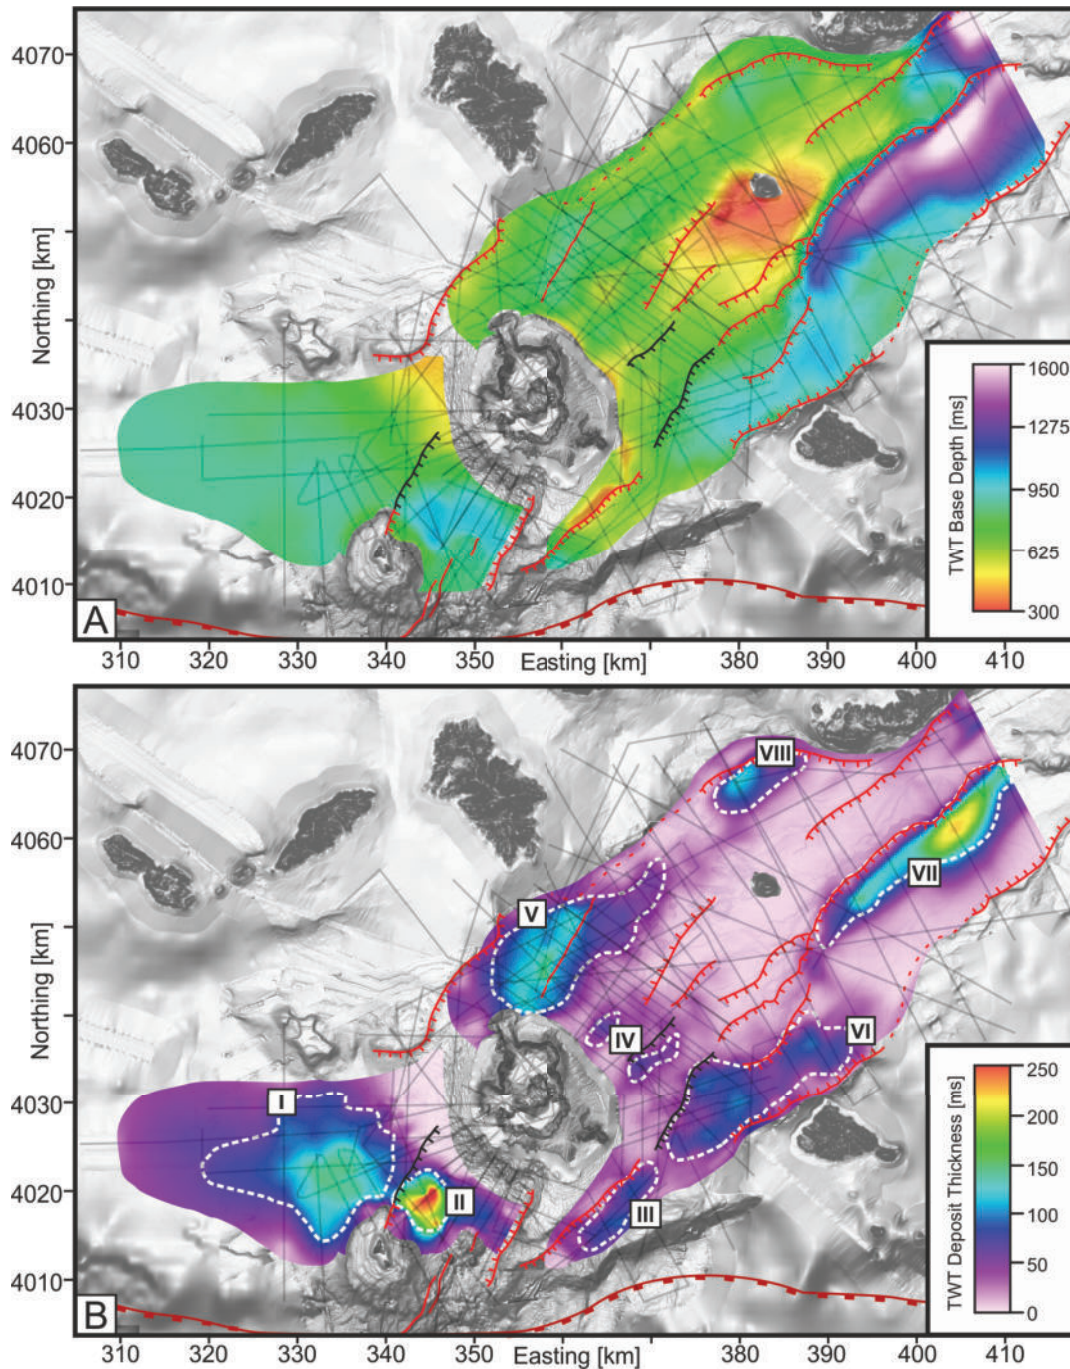 4070
4060
Northing [km]
4030
4020
4010
A
TWT Base Depth [ms]
1600
1275
950
625
300
310 320 330 340 350 Easting [km] 370 380 390 400 410
4070
4060
Northing [km]
4030
4020
4010
VIII
VII
V
IV
VI
I
II
III
B
TWT Deposit Thickness [ms]
250
200
150
100
50
0
310 320 330 340 350 Easting [km] 370 380 390 400 410